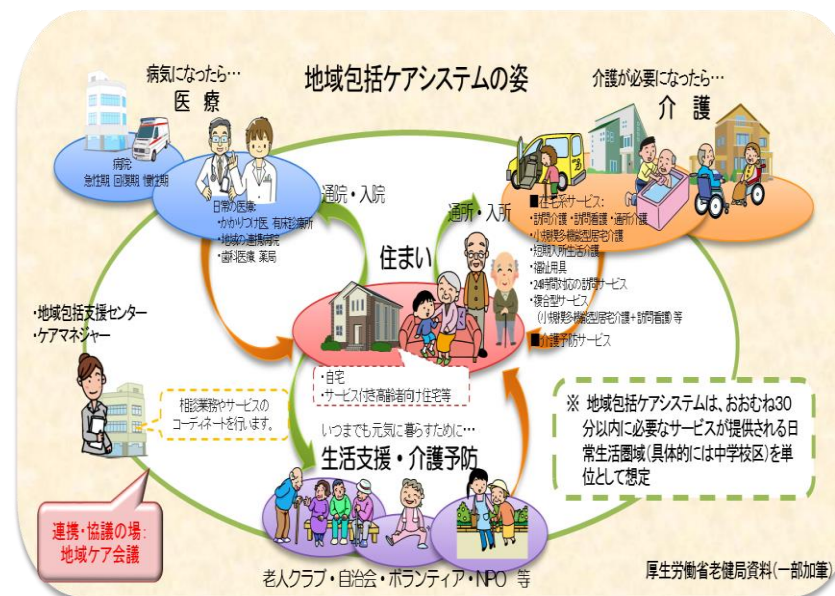 地域包括ケアシステムの姿
病気になったら…
医 療
病院:
急性期 回復期 慢性期
日常の医療:
・かかりつけ医 有床診療所
・地域の連携病院
・歯科医療 薬局
通院・入院
通所・入所
介護が必要になったら…
介 護
■在宅系サービス:
・訪問介護・訪問看護・通所介護
・小規模多機能型居宅介護
・短期入所生活介護
・福祉用具
・24時間対応の訪問サービス
・複合型サービス
(小規模多機能型居宅介護+訪問看護)等
■介護予防サービス
住まい
・自宅
・サービス付き高齢者向け住宅等
・地域包括支援センター
・ケアマネジャー
相談業務やサービスの
コーディネートを行います。
いつまでも元気に暮らすために…
生活支援・介護予防
老人クラブ・自治会・ボランティア・NPO 等
連携・協議の場:
地域ケア会議
※ 地域包括ケアシステムは、おおむね30
分以内に必要なサービスが提供される日
常生活圏域(具体的には中学校区)を単
位として想定
厚生労働省老健局資料(一部加筆)